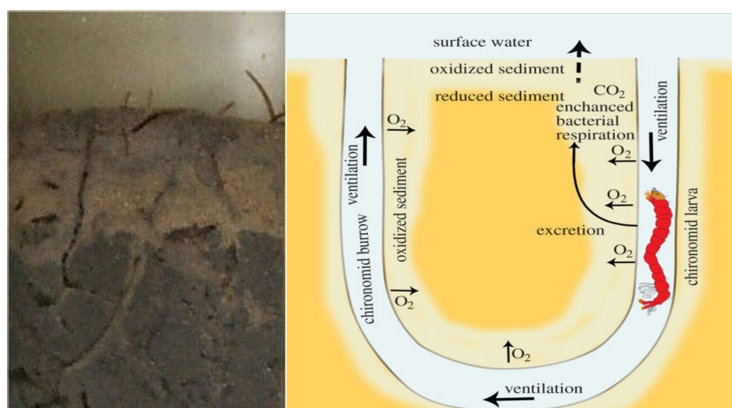 surface water
oxidized sediment
reduced sediment
CO2
enchanced
bacterial
respiration
O2
O2
O2
O2
O2
O2
ventilation
ventilation
ventilation
chironomid burrow
oxidized sediment
excretion
chironomid larva